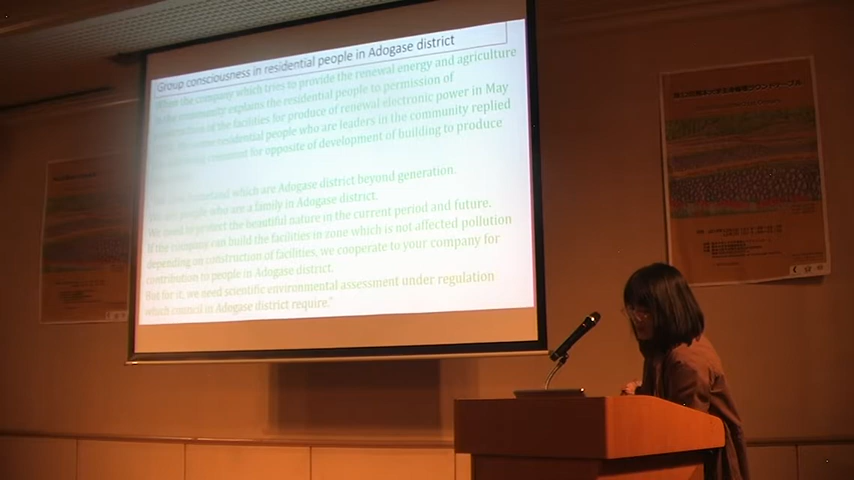 Group consciousness in residential people in Adogase district
When the company which tries to provide the renewal energy and agriculture
in the community explains the residential people to permission of
construction of the facilities for produce of renewal electronic power in May
some residential people who are leaders in the community replied
comment for opposite of development of building to produce
homeland which are Adogase district beyond generation.
We are people who are a family in Adogase district.
We need to protect the beautiful nature in the current period and future.
If the company can build the facilities in zone which is not affected pollution
depending on construction of facilities, we cooperate to your company for
contribution to people in Adogase district.
But for it, we need scientific environmental assessment under regulation
which council in Adogase district require."